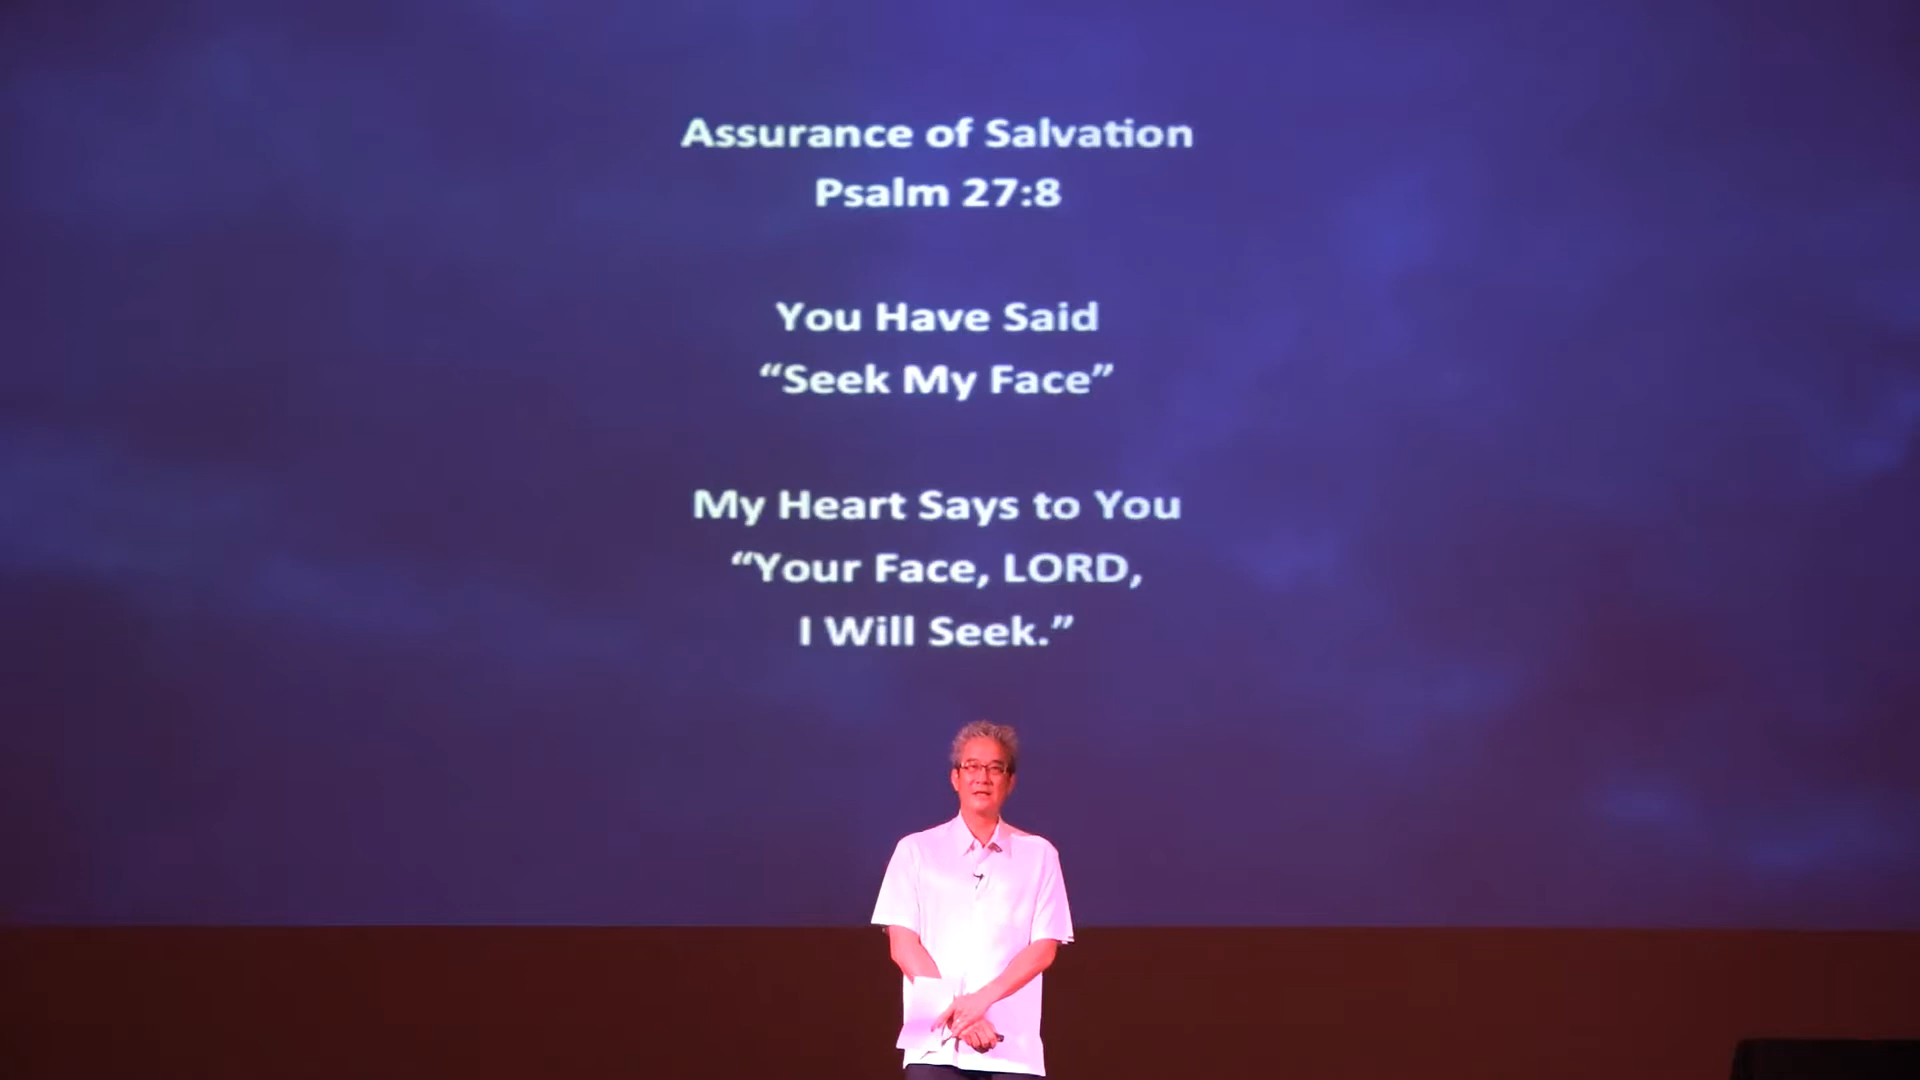 Assurance of Salvation
Psalm 27:8
You Have Said
“Seek My Face”
My Heart Says to You
“Your Face, LORD,
I Will Seek.”